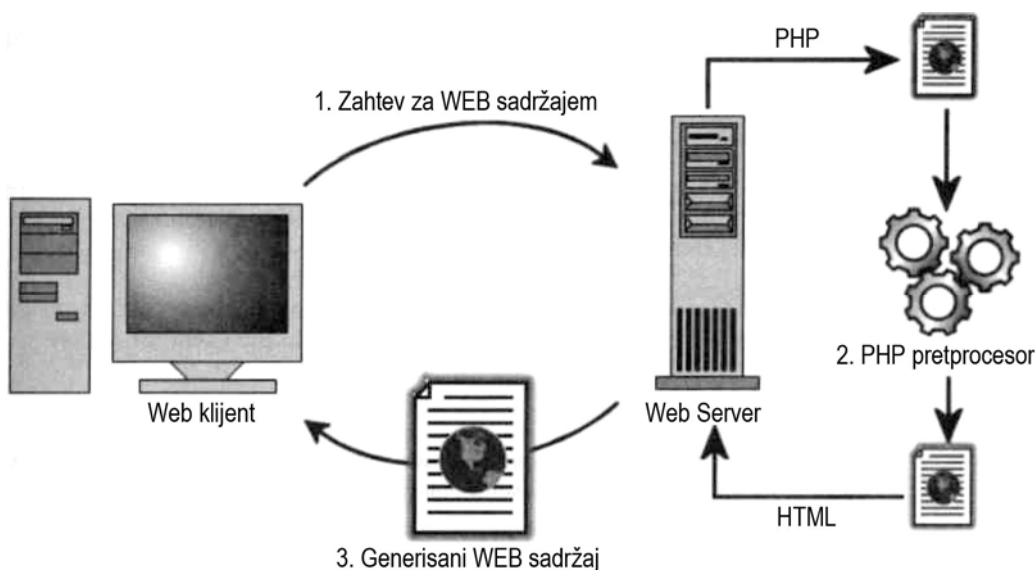 PHP
1. Zahtev za WEB sadržajem
2. PHP pretprocesor
Web klijent
Web Server
HTML
3. Generisani WEB sadržaj